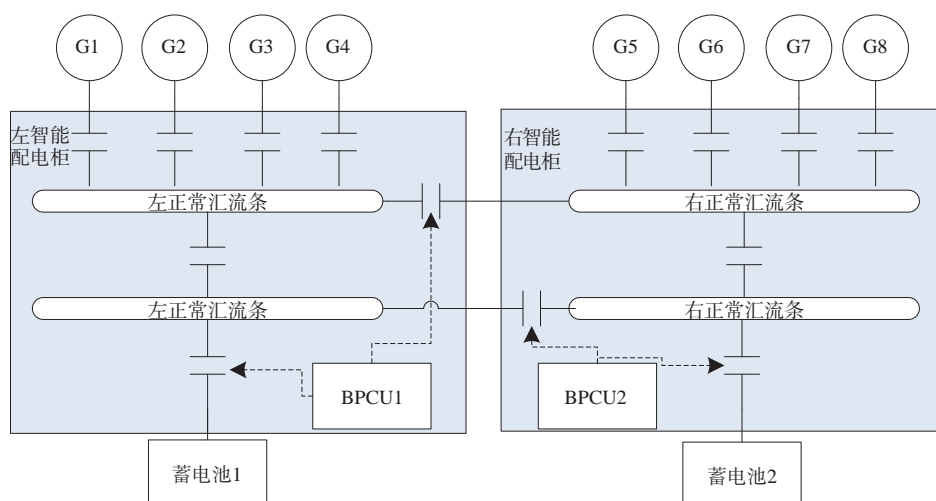 G1
G2
G3
G4
G5
G6
G7
G8
左智能
配电柜
右智能
配电柜
左正常汇流条
右正常汇流条
左正常汇流条
右正常汇流条
BPCU1
BPCU2
蓄电池1
蓄电池2